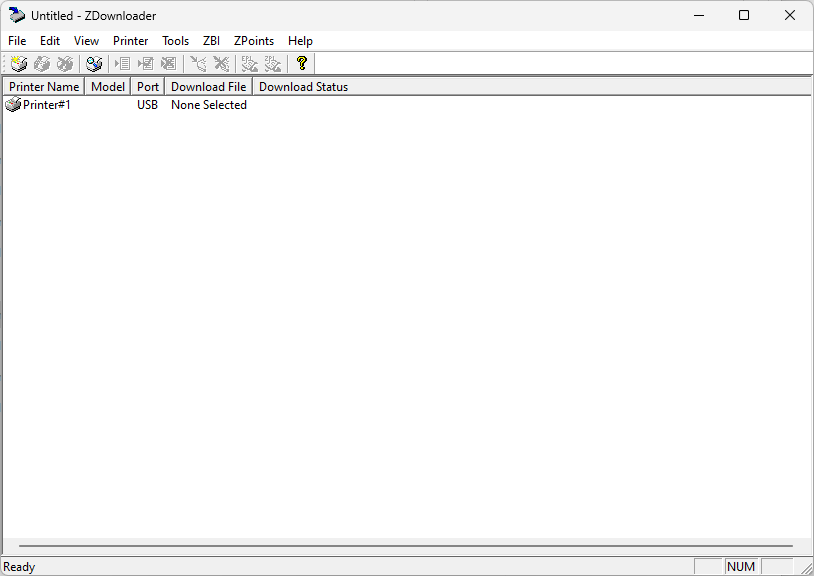 Untitled - ZDownloader
File Edit View Printer Tools ZBI ZPoints Help
Printer Name Model Port Download File Download Status
Printer#1 USB None Selected
Ready NUM